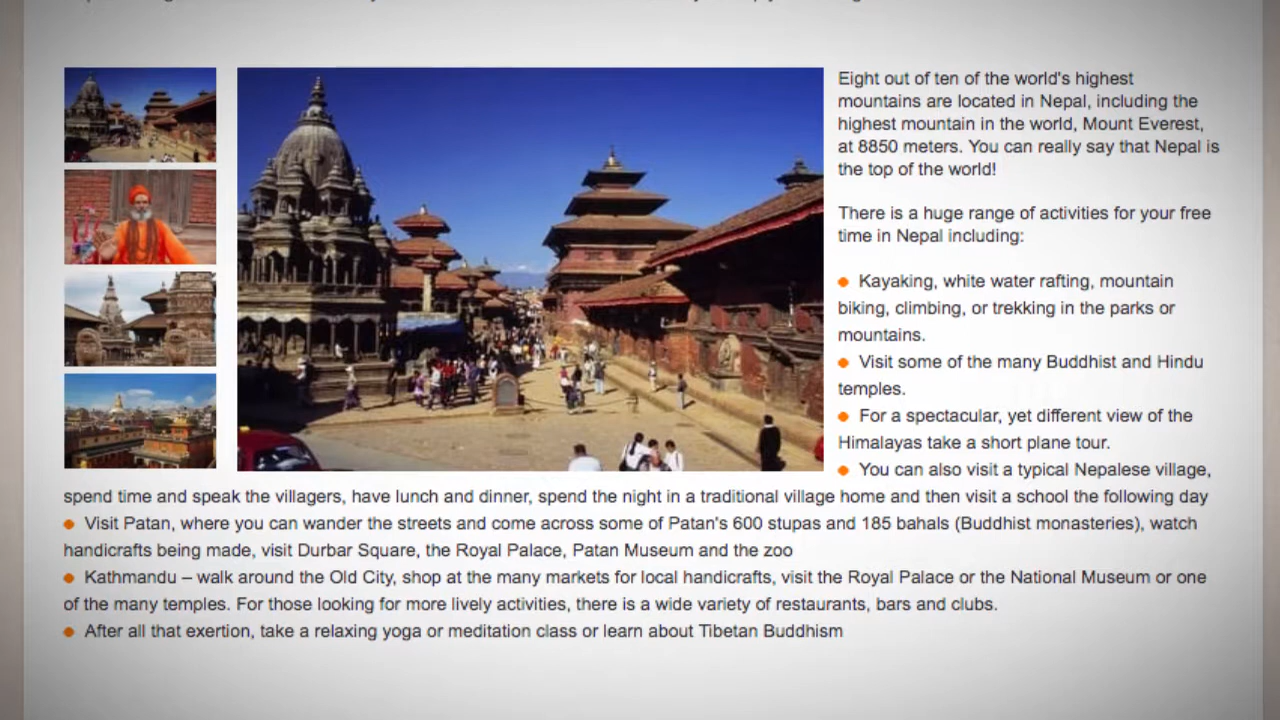 Eight out of ten of the world's highest
mountains are located in Nepal, including the
highest mountain in the world, Mount Everest,
at 8850 meters. You can really say that Nepal is
the top of the world!
There is a huge range of activities for your free
time in Nepal including:
● Kayaking, white water rafting, mountain
biking, climbing, or trekking in the parks or
mountains.
● Visit some of the many Buddhist and Hindu
temples.
● For a spectacular, yet different view of the
Himalayas take a short plane tour.
● You can also visit a typical Nepalese village,
spend time and speak the villagers, have lunch and dinner, spend the night in a traditional village home and then visit a school the following day
● Visit Patan, where you can wander the streets and come across some of Patan's 600 stupas and 185 bahals (Buddhist monasteries), watch
handicrafts being made, visit Durbar Square, the Royal Palace, Patan Museum and the zoo
● Kathmandu – walk around the Old City, shop at the many markets for local handicrafts, visit the Royal Palace or the National Museum or one
of the many temples. For those looking for more lively activities, there is a wide variety of restaurants, bars and clubs.
● After all that exertion, take a relaxing yoga or meditation class or learn about Tibetan Buddhism